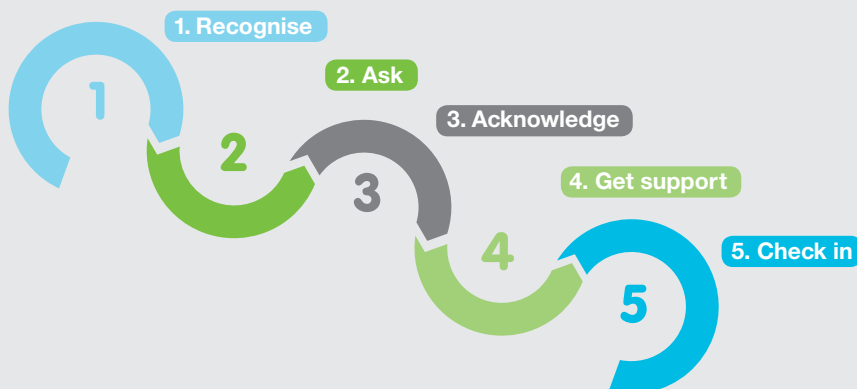 1. Recognise
1
2. Ask
2
3. Acknowledge
3
4. Get support
4
5. Check in
5